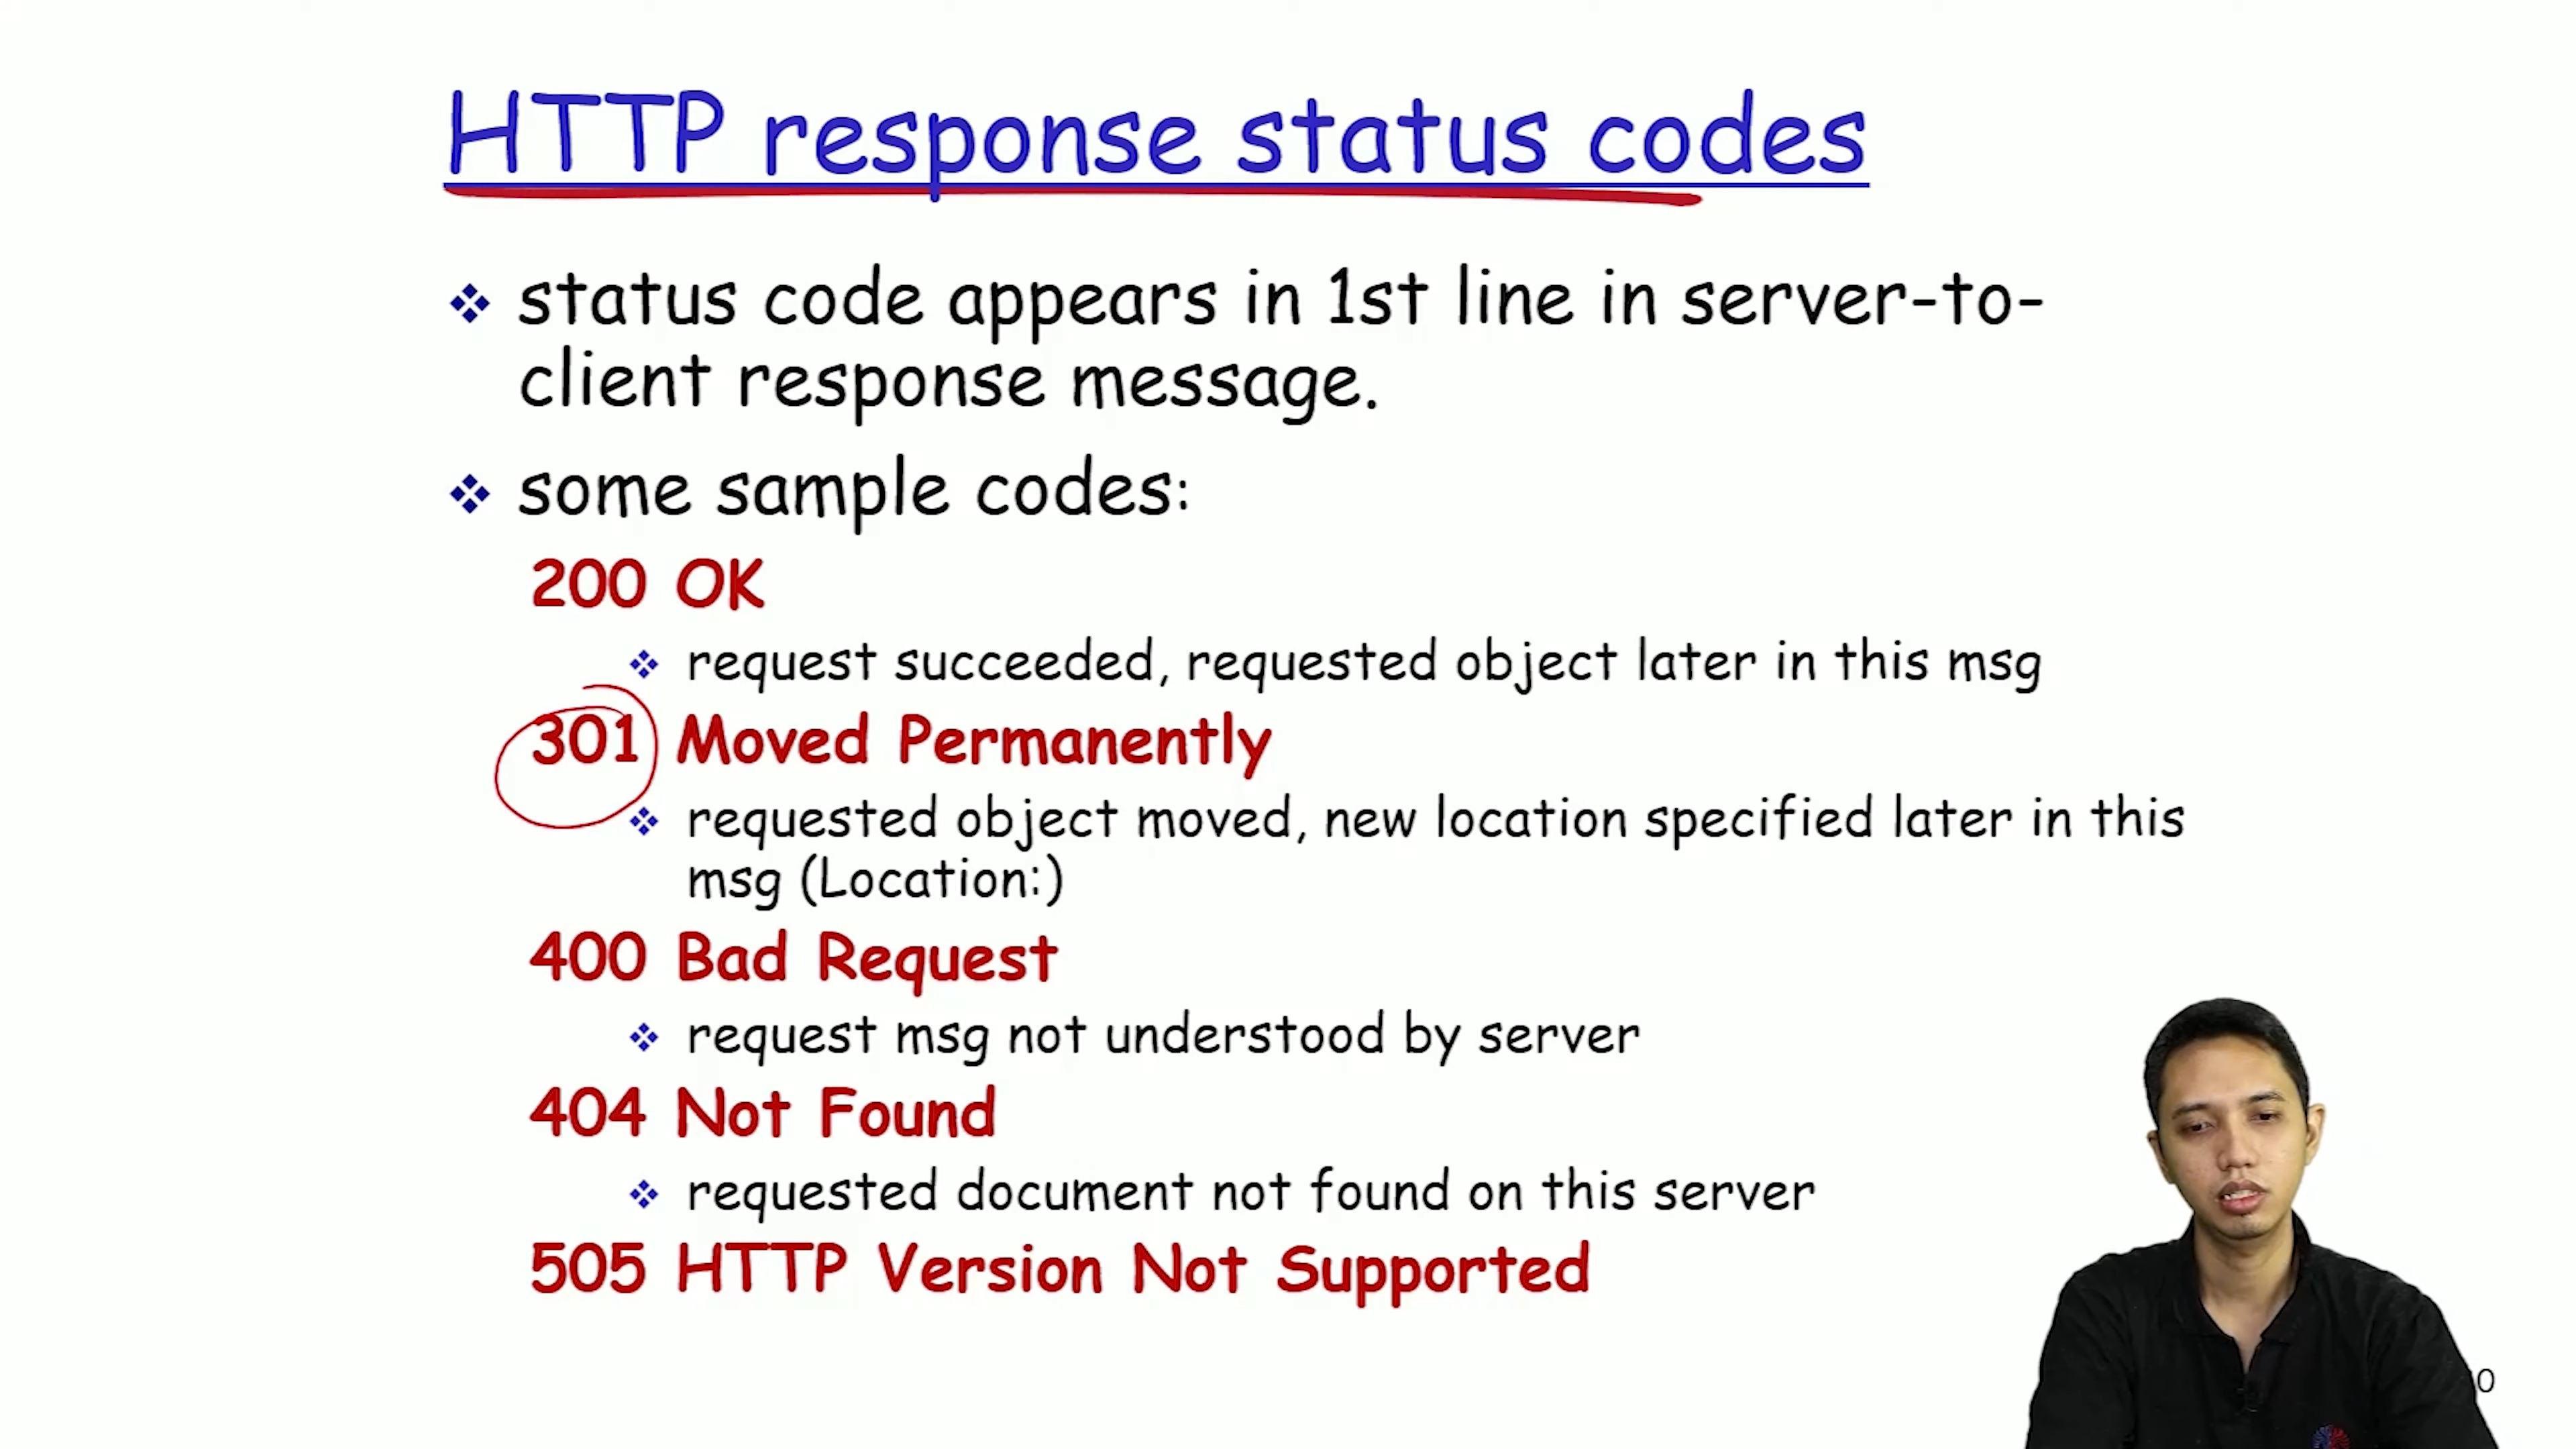 HTTP response status codes
status code appears in 1st line in server-to-
client response message.
some sample codes:
200 OK
request succeeded, requested object later in this msg
301 Moved Permanently
requested object moved, new location specified later in this
msg (Location:)
400 Bad Request
request msg not understood by server
404 Not Found
requested document not found on this server
505 HTTP Version Not Supported